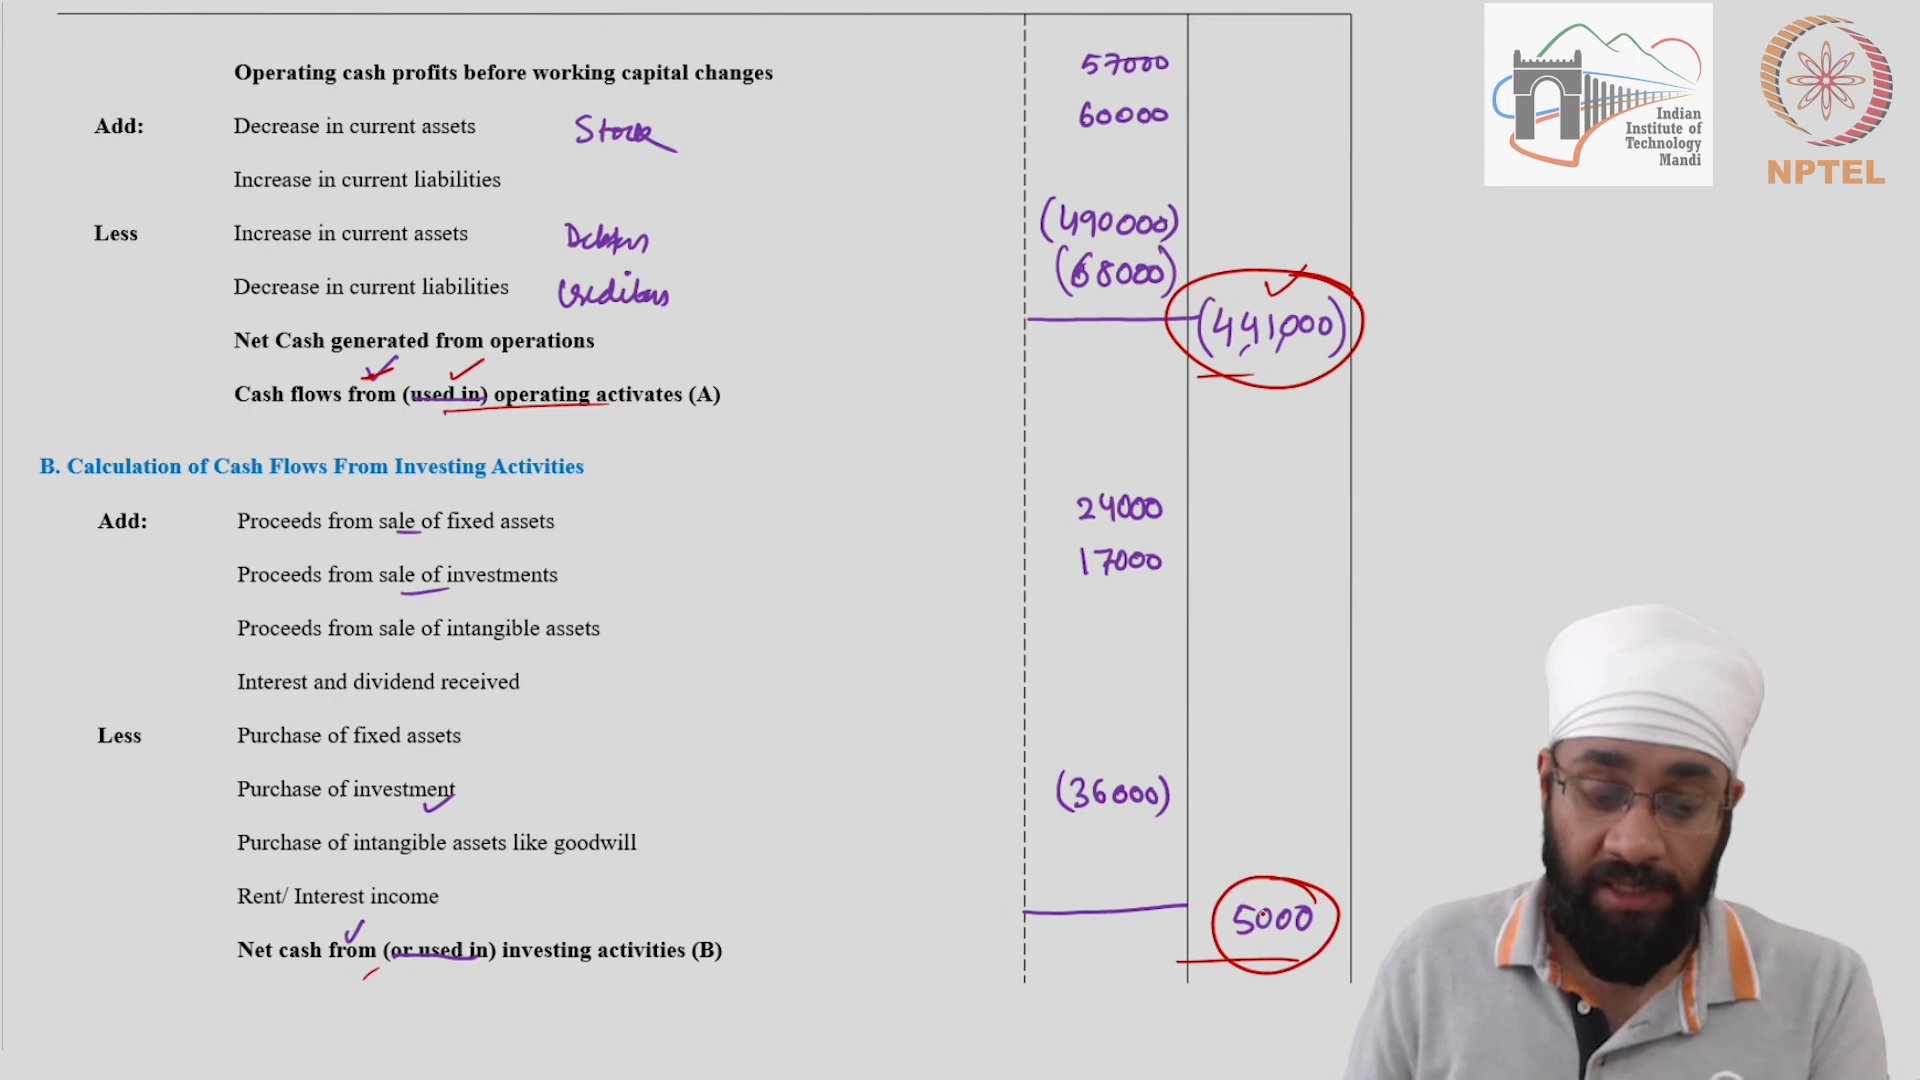 Operating cash profits before working capital changes 57000
Add: Decrease in current assets Stock 60000
Increase in current liabilities
Less Increase in current assets Debtors (490000)
Decrease in current liabilities Creditors (68000)
(441,000)
Net Cash generated from operations
Cash flows from (used in) operating activates (A)
B. Calculation of Cash Flows From Investing Activities
Add: Proceeds from sale of fixed assets 24000
Proceeds from sale of investments 17000
Proceeds from sale of intangible assets
Interest and dividend received
Less Purchase of fixed assets
Purchase of investment (36000)
Purchase of intangible assets like goodwill
Rent/ Interest income
5000
Net cash from (or used in) investing activities (B)
Indian
Institute of
Technology
Mandi
NPTEL